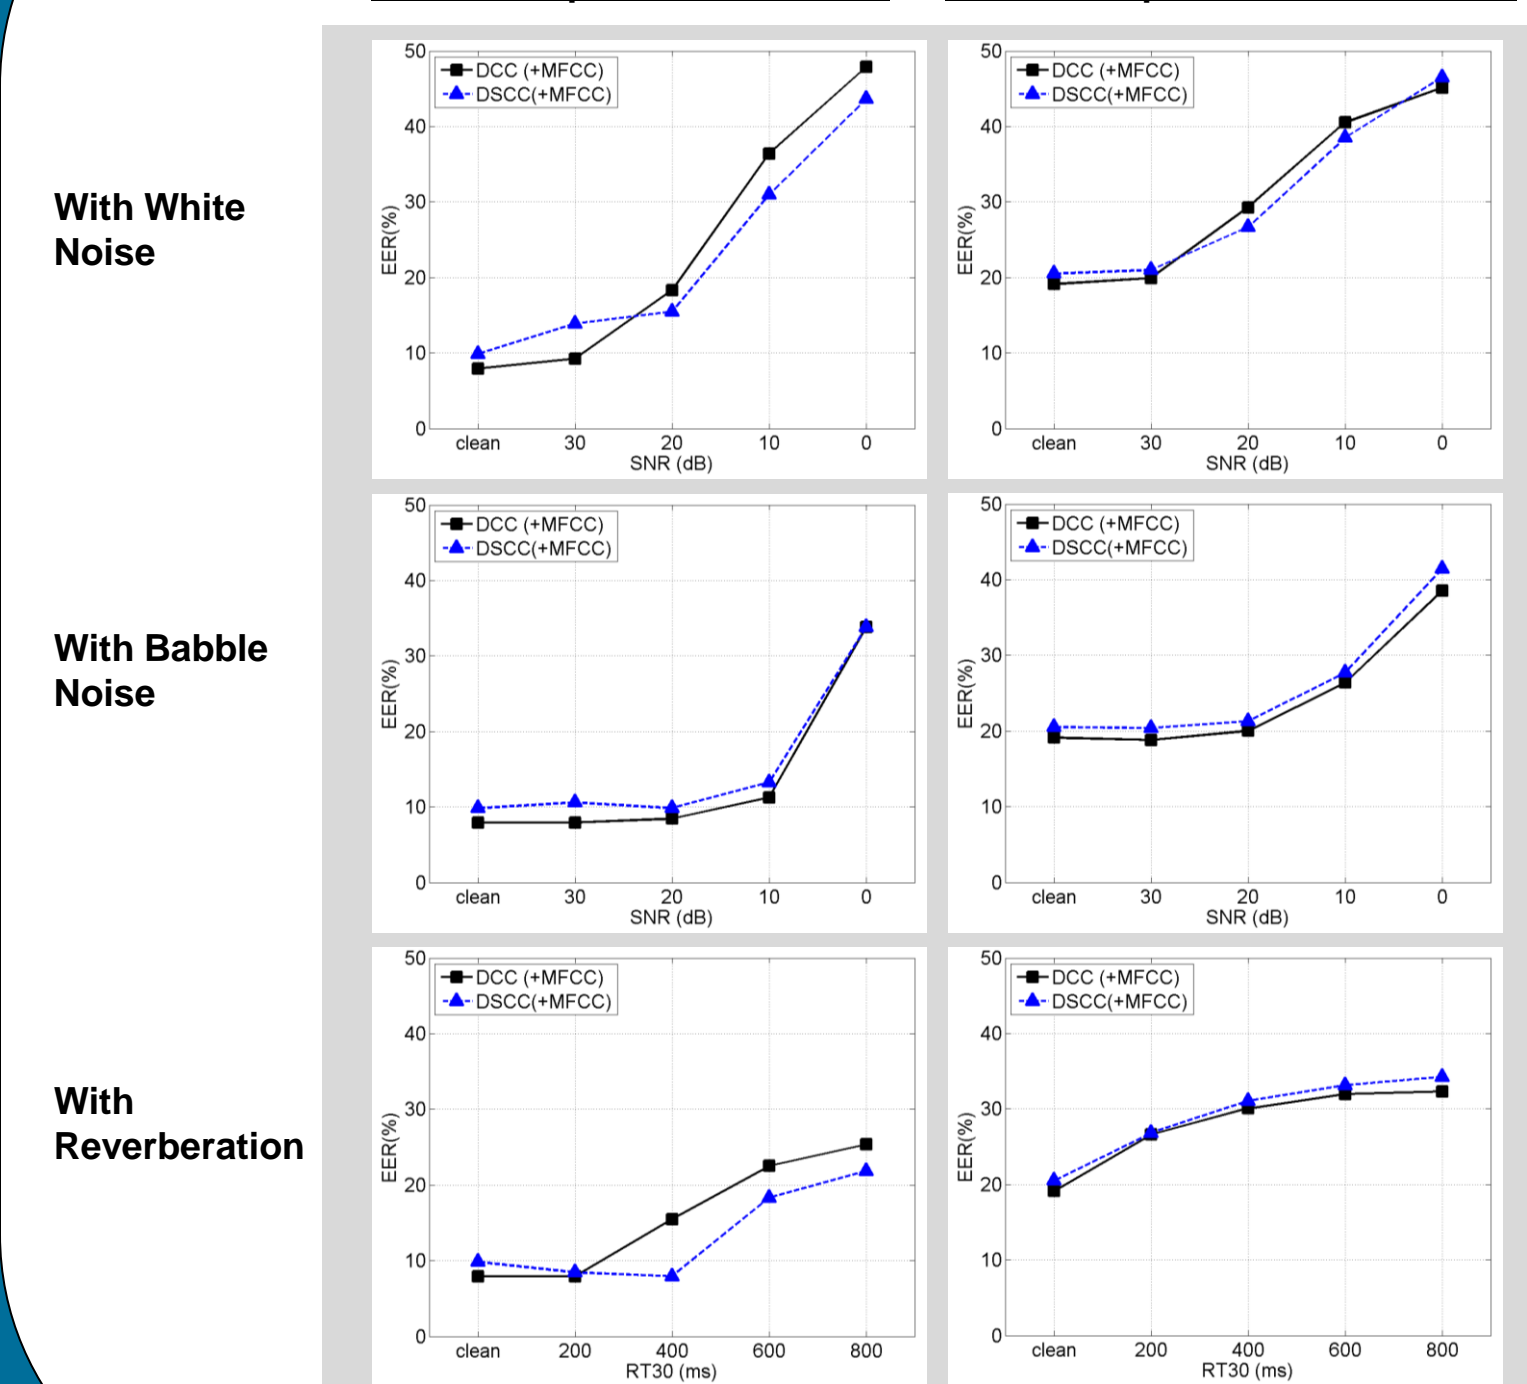 With White
Noise
50
40
30
20
10
0
EER(%)
DCC (+MFCC)
DSCC(+MFCC)
clean 30 20 10 0
SNR (dB)
50
40
30
20
10
0
EER(%)
DCC (+MFCC)
DSCC(+MFCC)
clean 30 20 10 0
SNR (dB)
With Babble
Noise
50
40
30
20
10
0
EER(%)
DCC (+MFCC)
DSCC(+MFCC)
clean 30 20 10 0
SNR (dB)
50
40
30
20
10
0
EER(%)
DCC (+MFCC)
DSCC(+MFCC)
clean 30 20 10 0
SNR (dB)
With
Reverberation
50
40
30
20
10
0
EER(%)
DCC (+MFCC)
DSCC(+MFCC)
clean 200 400 600 800
RT30 (ms)
50
40
30
20
10
0
EER(%)
DCC (+MFCC)
DSCC(+MFCC)
clean 200 400 600 800
RT30 (ms)